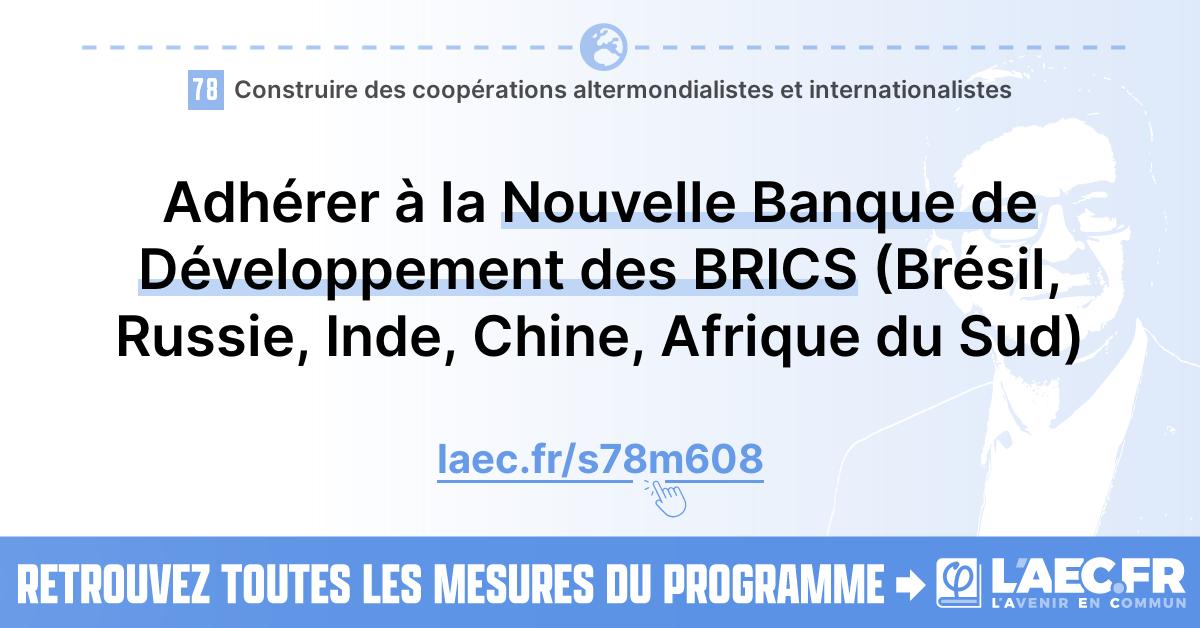 78 Construire des coopérations altermondialistes et internationalistes
Adhérer à la Nouvelle Banque de
Développement des BRICS (Brésil,
Russie, Inde, Chine, Afrique du Sud)
laec.fr/s78m608
RETROUVEZ TOUTES LES MESURES DU PROGRAMME
L'AEC.FR
L'AVENIR EN COMMUN